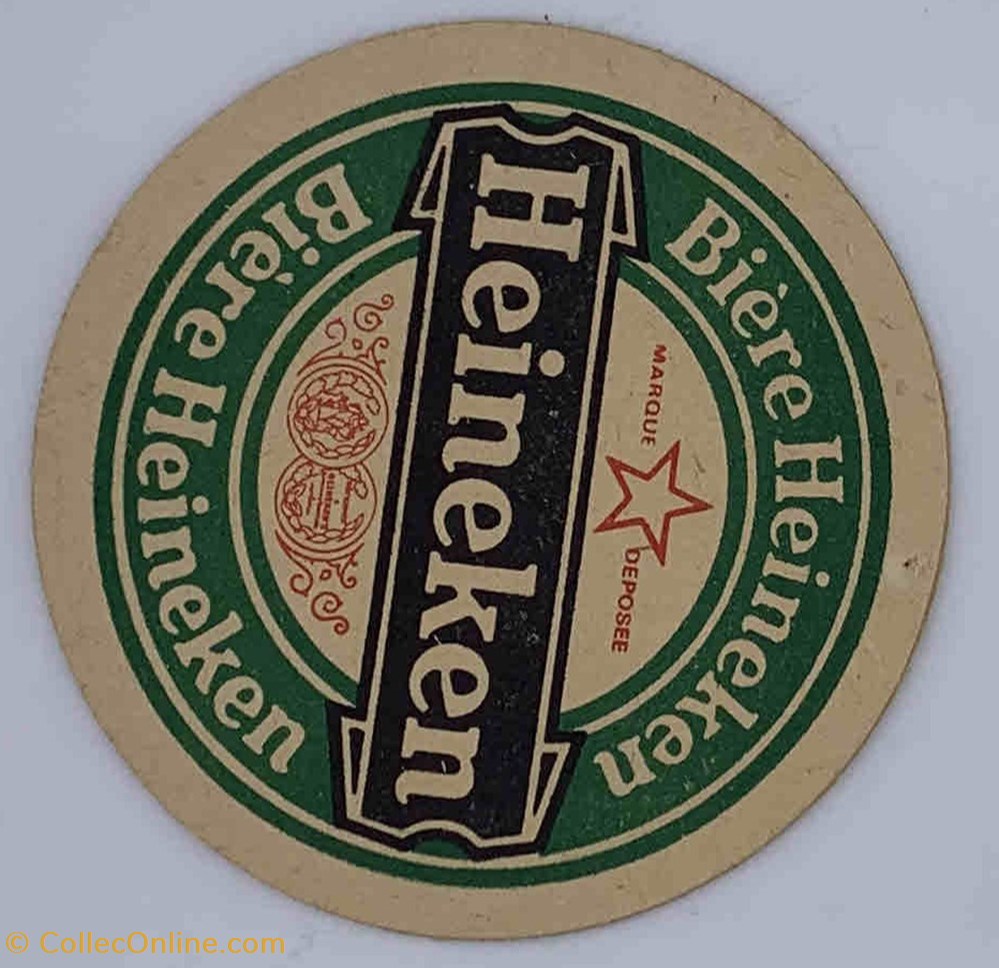 Bière Heineken
MARQUE DEPOSEE
Heineken
Bière Heineken
© CollecOnline.com